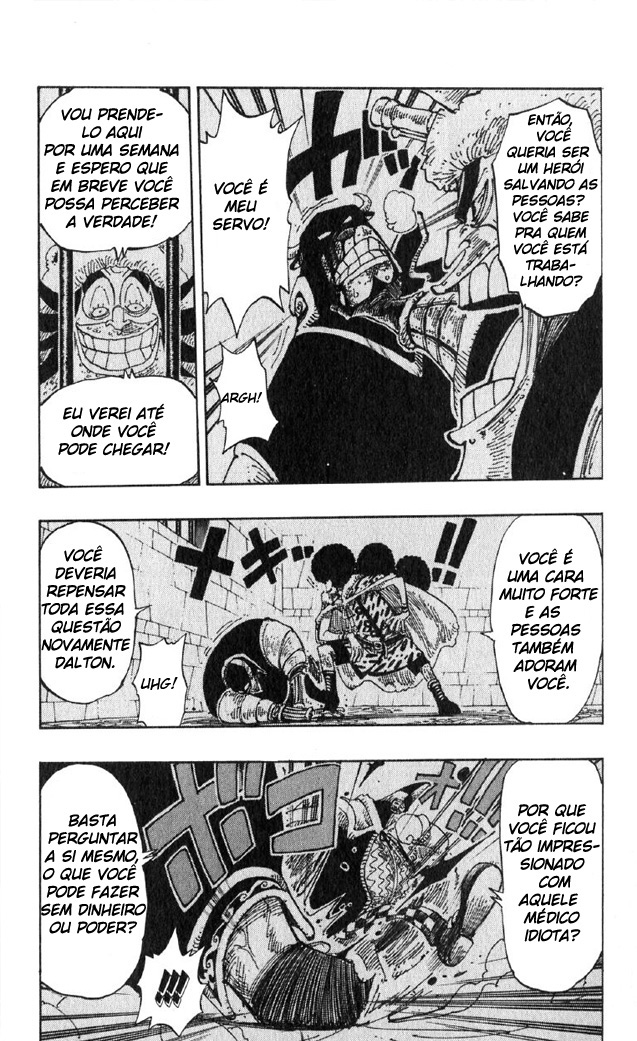 ENTÃO,
VOCÊ
QUERIA SER
UM HERÓI
SALVANDO AS
PESSOAS?
VOCÊ SABE
PRA QUEM
VOCÊ ESTÁ
TRABA-
LHANDO?
VOCÊ É
MEU
SERVO!
ARGH!
VOU PRENDE-
LO AQUI
POR UMA SEMANA
E ESPERO QUE
EM BREVE VOCÊ
POSSA PERCEBER
A VERDADE!
EU VEREI ATÉ
ONDE VOCÊ
PODE CHEGAR!
VOCÊ É
UMA CARA
MUITO FORTE
E AS
PESSOAS
TAMBÉM
ADORAM
VOCÊ.
VOCÊ
DEVERIA
REPENSAR
TODA ESSA
QUESTÃO
NOVAMENTE
DALTON.
UHG!
POR QUE
VOCÊ FICOU
TÃO IMPRES-
SIONADO
COM
AQUELE
MÉDICO
IDIOTA?
BASTA
PERGUNTAR
A SI MESMO,
O QUE VOCÊ
PODE FAZER
SEM DINHEIRO
OU PODER?
!!!